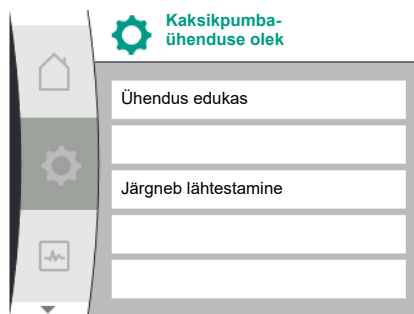 Kaksikpumba-
ühenduse olek
Ühendus edukas
Järgneb lähtestamine